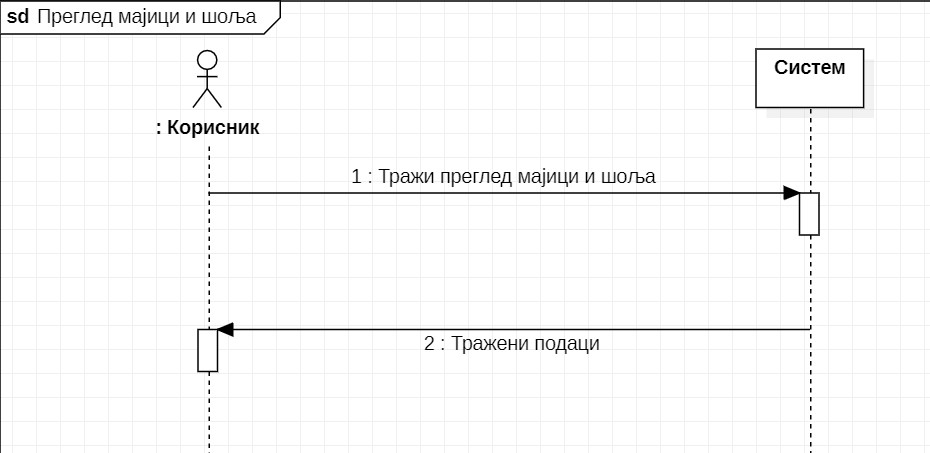 sd Преглед мајици и шоља
: Корисник
Систем
1 : Тражи преглед мајици и шоља
2 : Тражени подаци